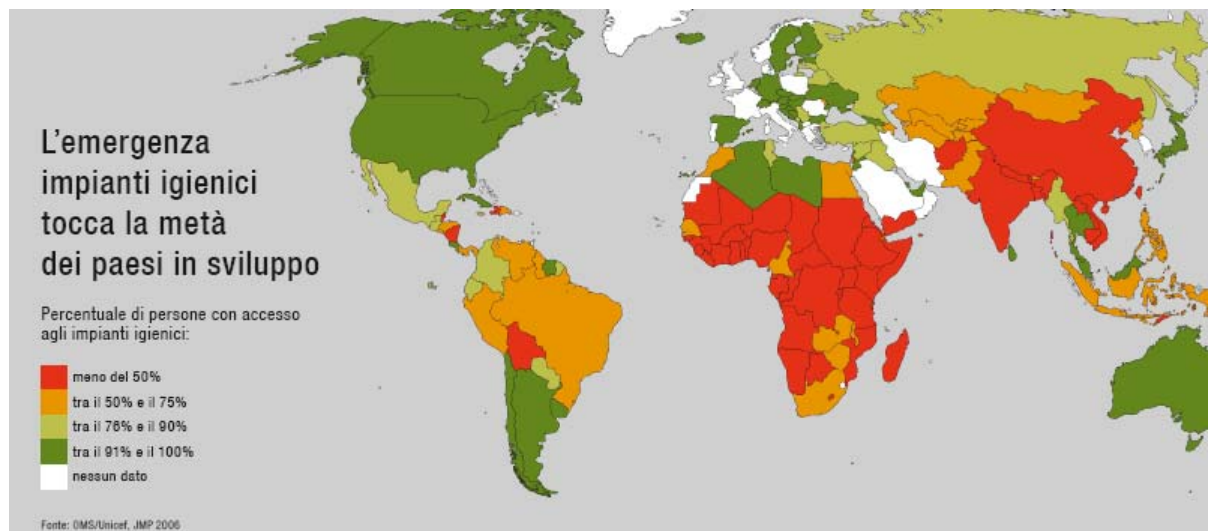 L'emergenza
impianti igienici
tocca la metà
dei paesi in sviluppo
Percentuale di persone con accesso
agli impianti igienici:
meno del 50%
tra il 50% e il 75%
tra il 76% e il 90%
tra il 91% e il 100%
nessun dato
Fonte: OMS/Unicef, JMP 2006